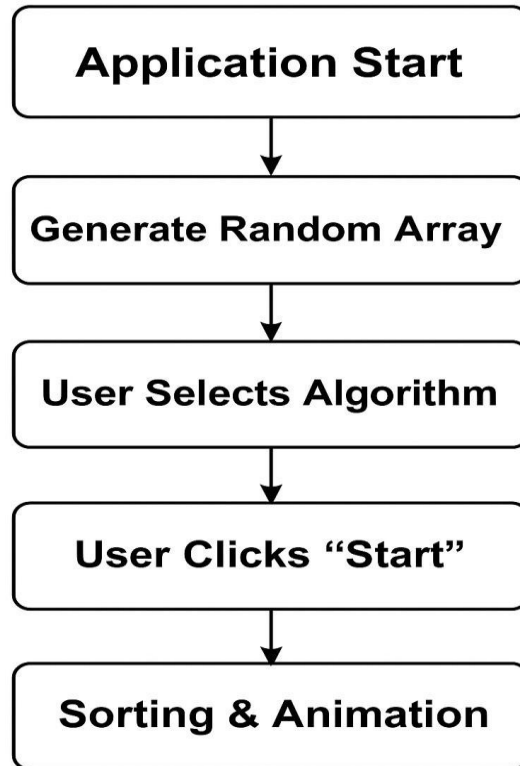 Application Start
Generate Random Array
User Selects Algorithm
User Clicks “Start”
Sorting & Animation